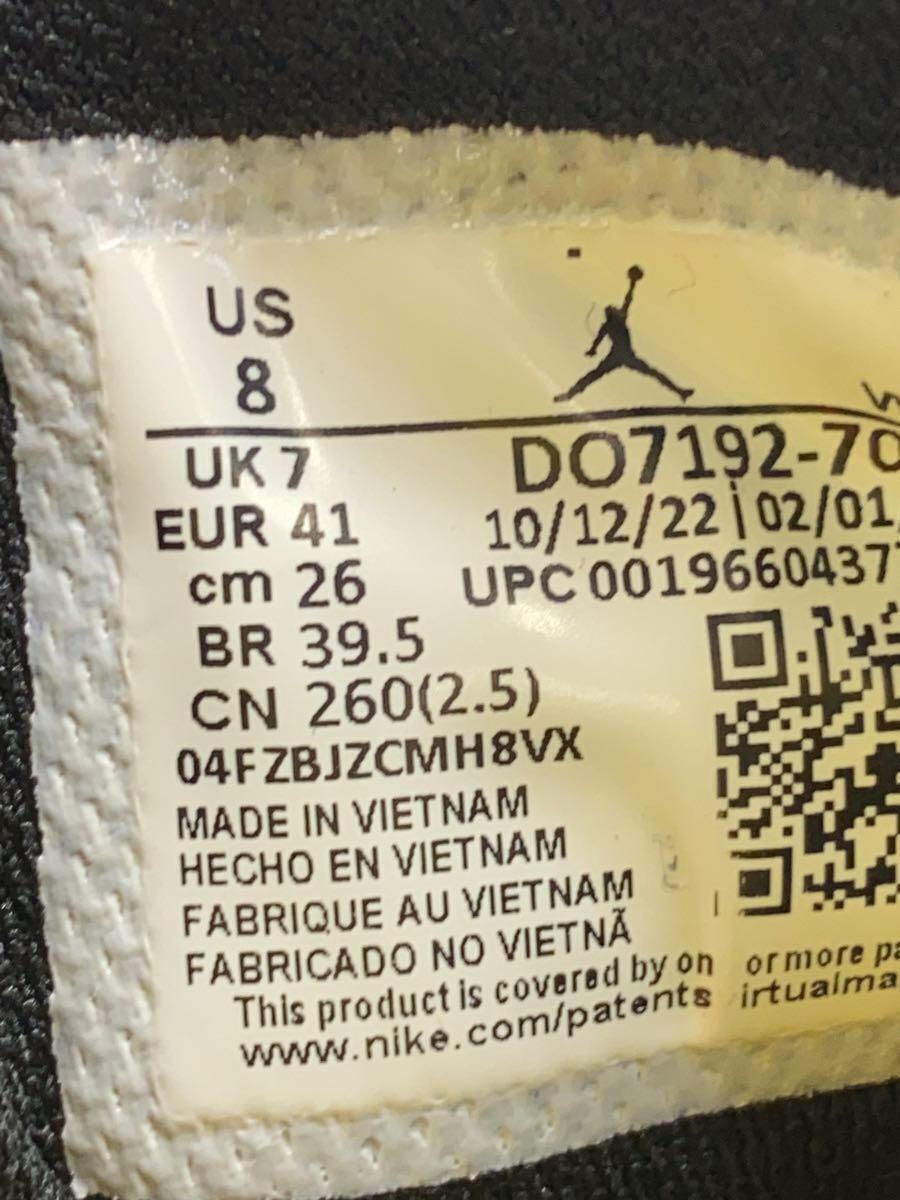 US
8
UK 7
EUR 41
cm 26
BR 39.5
CN 260(2.5)
04FZBJZCMH8VX
MADE IN VIETNAM
HECHO EN VIETNAM
FABRIQUE AU VIETNAM
FABRICADO NO VIETNÃ
This product is covered by on
www.nike.com/patents
DO7192-70
10/12/22 | 02/01
UPC 0019660437
or more pa
irtualma